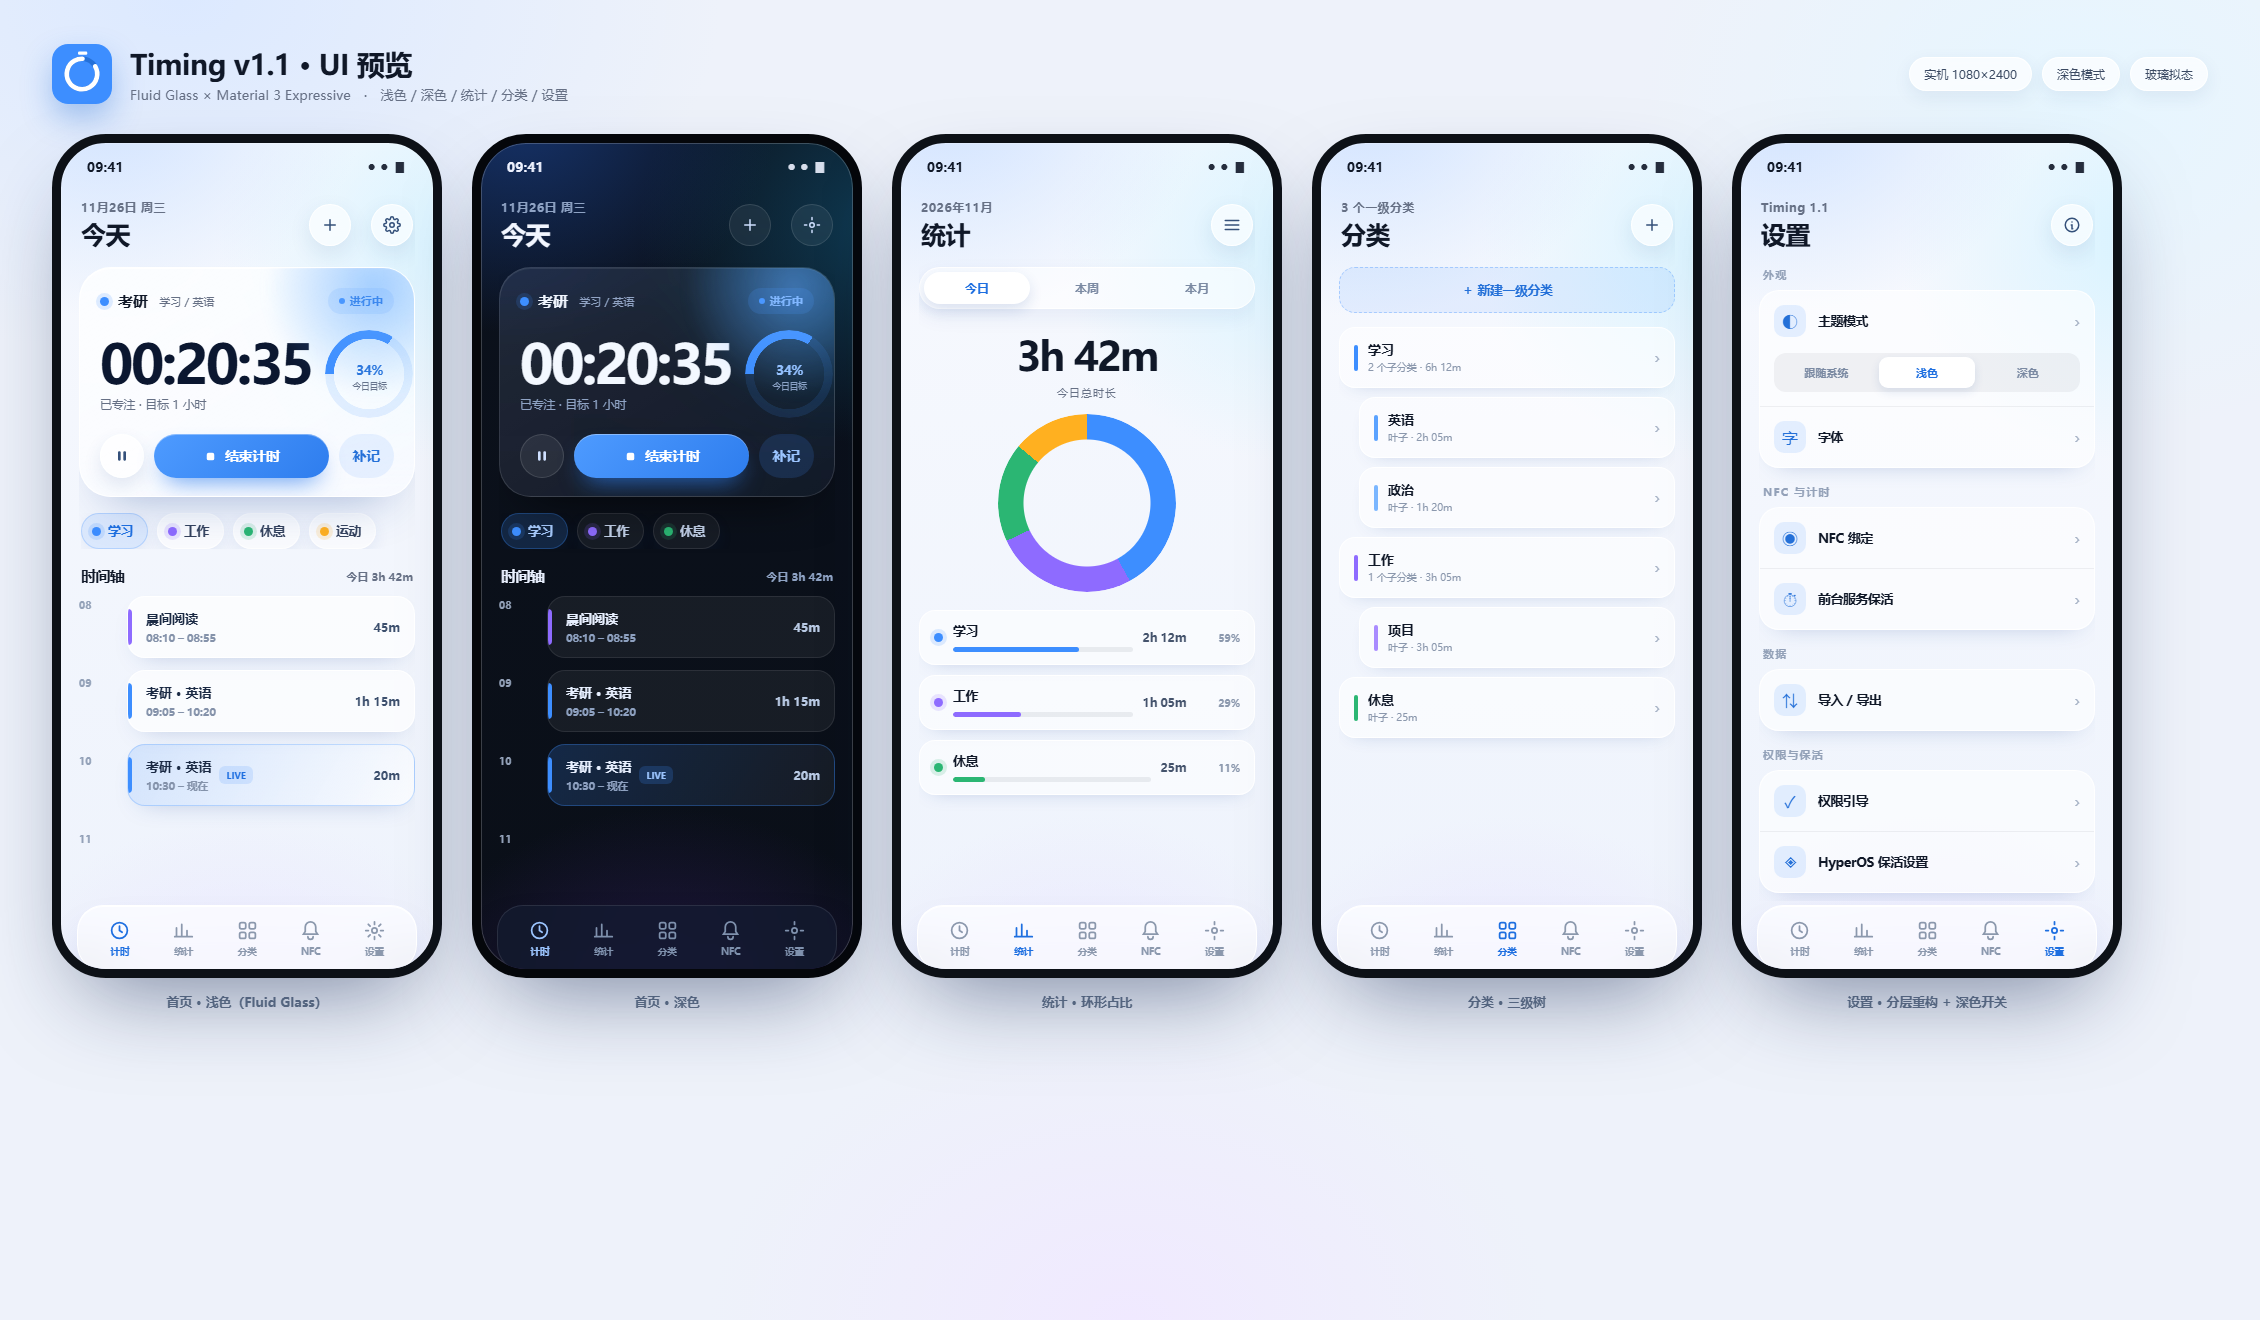 Timing v1.1 • UI 预览
Fluid Glass × Material 3 Expressive · 浅色 / 深色 / 统计 / 分类 / 设置
实机 1080×2400
深色模式
玻璃拟态
09:41
11月26日 周三
今天
考研 学习 / 英语
进行中
00:20:35
34%
今日目标
已专注 · 目标 1 小时
结束计时
补记
学习
工作
休息
运动
时间轴
今日 3h 42m
08
晨间阅读
08:10 – 08:55
45m
09
考研 • 英语
09:05 – 10:20
1h 15m
10
考研 • 英语
LIVE
10:30 – 现在
20m
11
计时
统计
分类
NFC
设置
首页 • 浅色（Fluid Glass）
09:41
11月26日 周三
今天
考研 学习 / 英语
进行中
00:20:35
34%
今日目标
已专注 · 目标 1 小时
结束计时
补记
学习
工作
休息
时间轴
今日 3h 42m
08
晨间阅读
08:10 – 08:55
45m
09
考研 • 英语
09:05 – 10:20
1h 15m
10
考研 • 英语
LIVE
10:30 – 现在
20m
11
计时
统计
分类
NFC
设置
首页 • 深色
09:41
2026年11月
统计
今日
本周
本月
3h 42m
今日总时长
学习
2h 12m
59%
工作
1h 05m
29%
休息
25m
11%
计时
统计
分类
NFC
设置
统计 • 环形占比
09:41
3 个一级分类
分类
+ 新建一级分类
学习
2 个子分类 · 6h 12m
英语
叶子 · 2h 05m
政治
叶子 · 1h 20m
工作
1 个子分类 · 3h 05m
项目
叶子 · 3h 05m
休息
叶子 · 25m
计时
统计
分类
NFC
设置
分类 • 三级树
09:41
Timing 1.1
设置
外观
主题模式
跟随系统
浅色
深色
字
字体
NFC 与计时
NFC 绑定
前台服务保活
数据
导入 / 导出
权限与保活
权限引导
HyperOS 保活设置
计时
统计
分类
NFC
设置
设置 • 分层重构 + 深色开关